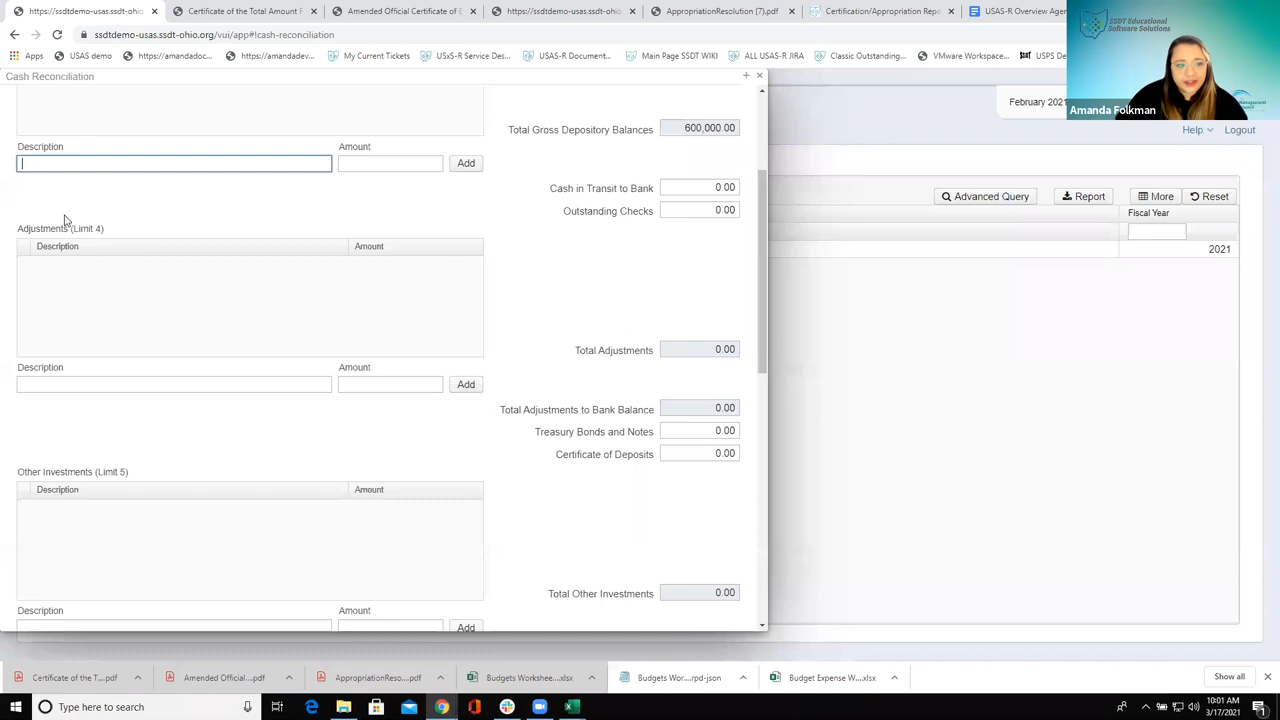 https://ssdtdemo-usas.ssdt-ohio
Certificate of the Total Amount F
Amended Official Certificate of E
https://ssdtdemo-usas.ssdt-ohio
AppropriationResolution (7).pdf
Certification/Appropriation Repo
USAS-R Overview Agen
ssdtdemo-usas.ssdt-ohio.org/vui/app#!cash-reconciliation
Apps
USAS demo
https://amandadoc...
https://amandadev...
My Current Tickets
USxS-R Service Des...
USAS-R Document...
Main Page SSDT WIKI
All USAS-R JIRA
Classic Outstanding...
VMware Workspace...
USPS De
SSDT Educational
Software Solutions
Management
Council
Amanda Folkman
February 2021
Help
Logout
Cash Reconciliation
Total Gross Depository Balances 600,000.00
Description Amount
Add
Cash in Transit to Bank 0.00
Outstanding Checks 0.00
Adjustments (Limit 4)
Description Amount
Total Adjustments 0.00
Description Amount
Add
Total Adjustments to Bank Balance 0.00
Treasury Bonds and Notes 0.00
Certificate of Deposits 0.00
Other Investments (Limit 5)
Description Amount
Total Other Investments 0.00
Description Amount
Add
Advanced Query
Report
More
Reset
Fiscal Year
2021
Certificate of the T....pdf
Amended Official....pdf
AppropriationReso....pdf
Budgets Workshee....xlsx
Budgets Wor....rpd-json
Budget Expense W....xlsx
Show all
Type here to search
10:01 AM
3/17/2021
1